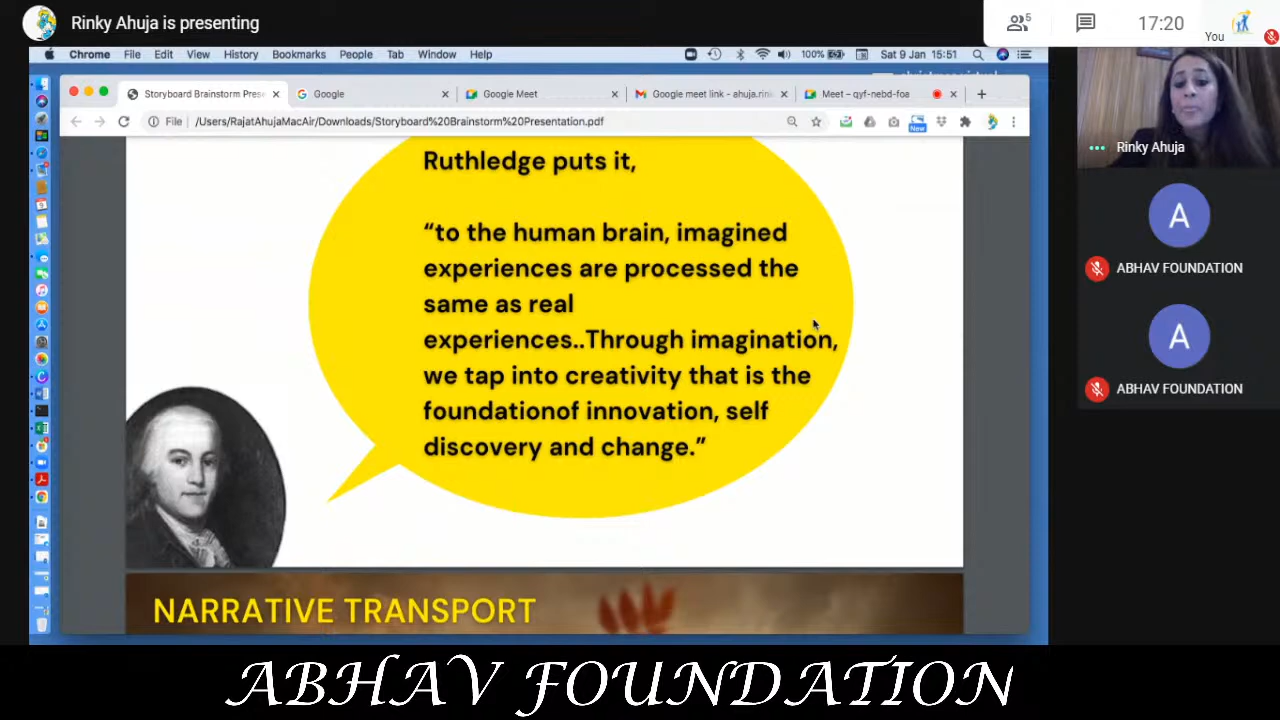 Rinky Ahuja is presenting
5
17:20
You
Chrome File Edit View History Bookmarks People Tab Window Help
100%
Sat 9 Jan 15:51
Storyboard Brainstorm Prese
Google
Google Meet
Google meet link - ahuja.rink
Meet - qyf-nebd-foe
File
/Users/RajatAhujaMacAir/Downloads/Storyboard%20Brainstorm%20Presentation.pdf
New
Ruthledge puts it,
“to the human brain, imagined
experiences are processed the
same as real
experiences..Through imagination,
we tap into creativity that is the
foundationof innovation, self
discovery and change.”
NARRATIVE TRANSPORT
Rinky Ahuja
A
ABHAV FOUNDATION
A
ABHAV FOUNDATION
ABHAV FOUNDATION